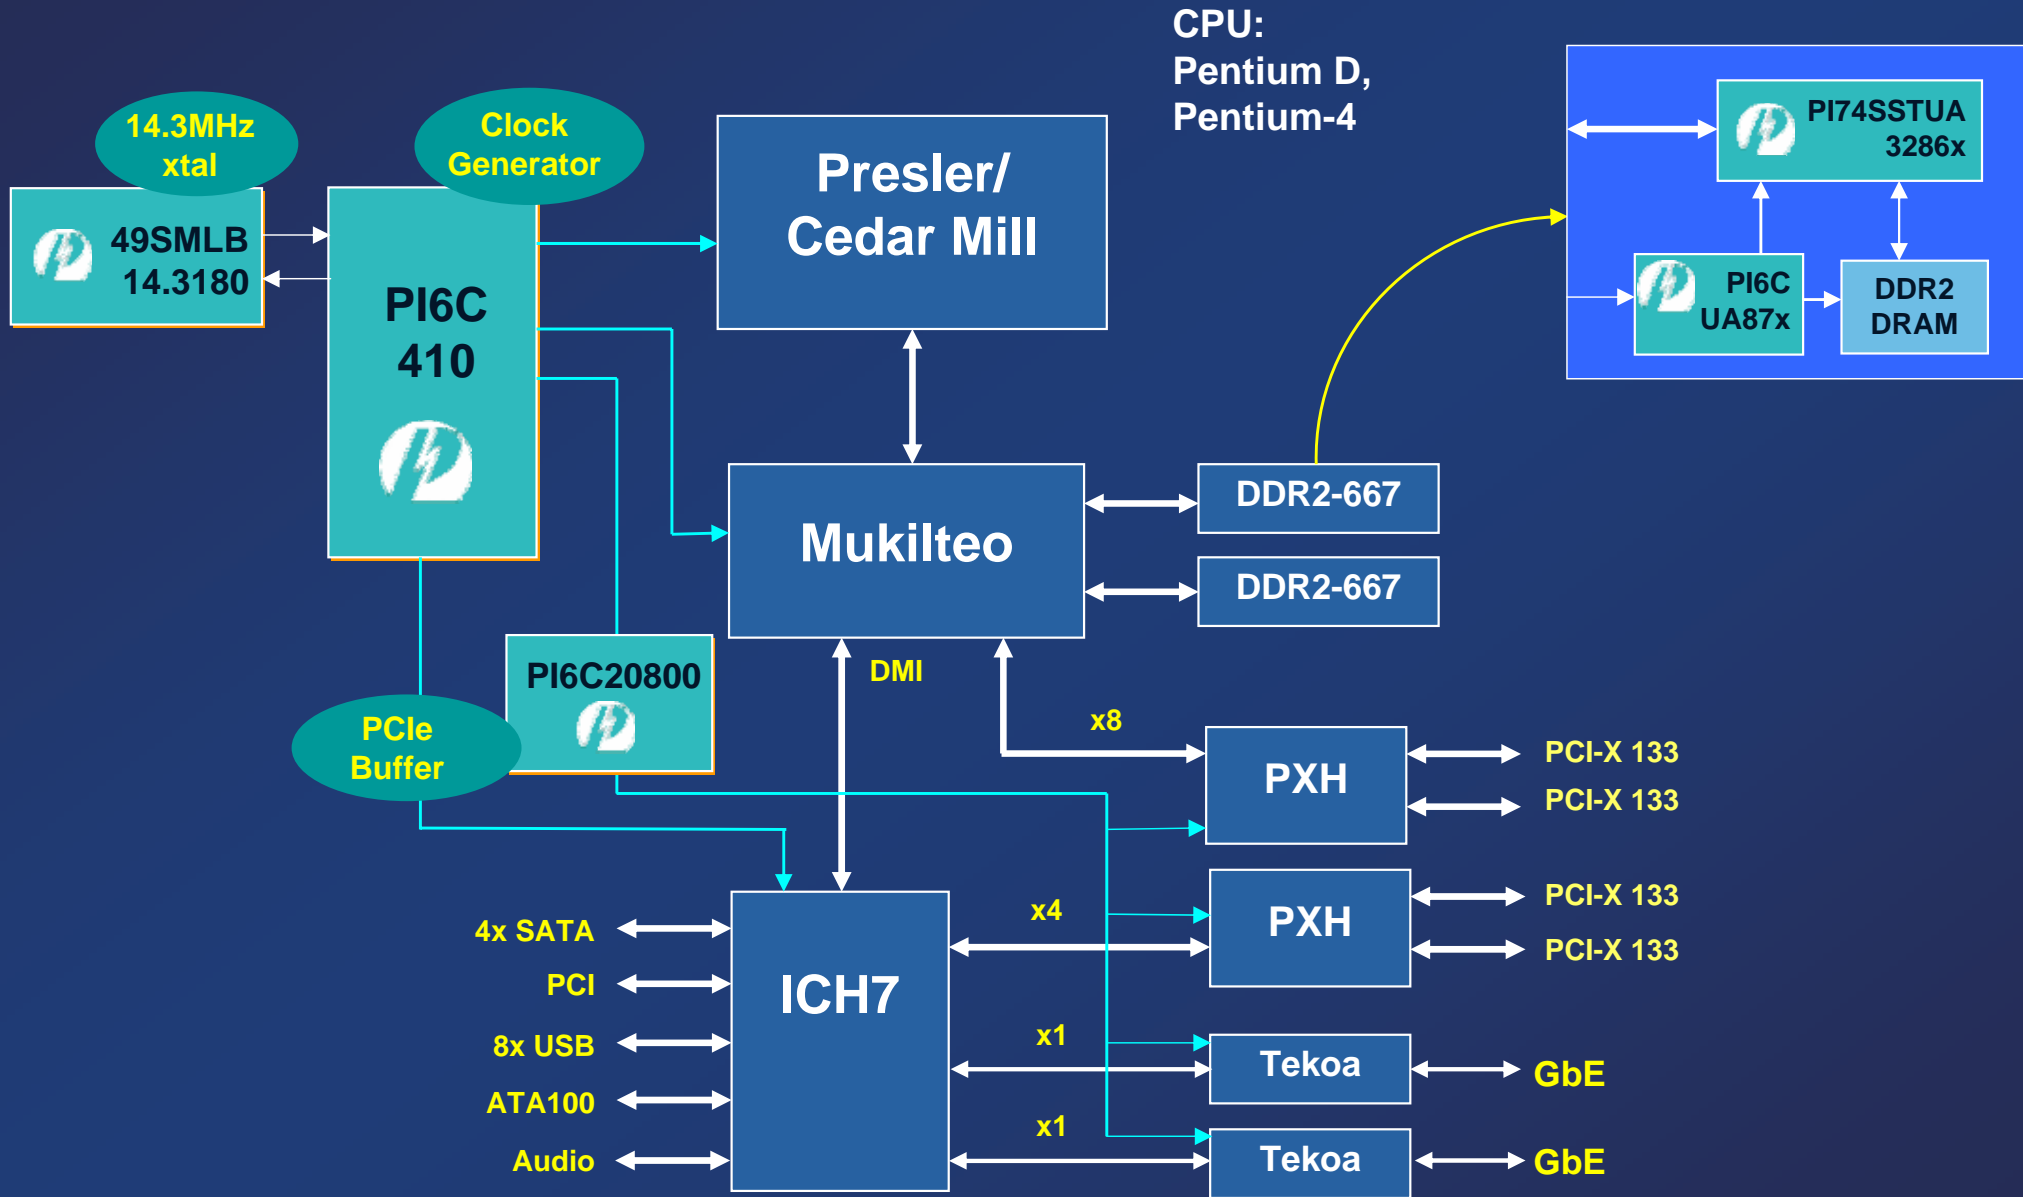 CPU:
Pentium D,
Pentium-4
14.3MHz
xtal
Clock
Generator
49SMLB
14.3180
PI6C
410
Presler/
Cedar Mill
PI74SSTUA
3286x
PI6C
UA87x
DDR2
DRAM
Mukilteo
DDR2-667
DDR2-667
PI6C20800
PCIe
Buffer
DMI
x8
PXH
PCI-X 133
PCI-X 133
x4
PXH
PCI-X 133
PCI-X 133
ICH7
4x SATA
PCI
8x USB
ATA100
Audio
x1
Tekoa
GbE
x1
Tekoa
GbE